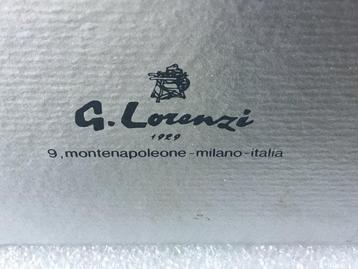 G. Lorenzi
1929
9, montenapoleone - milano - italia